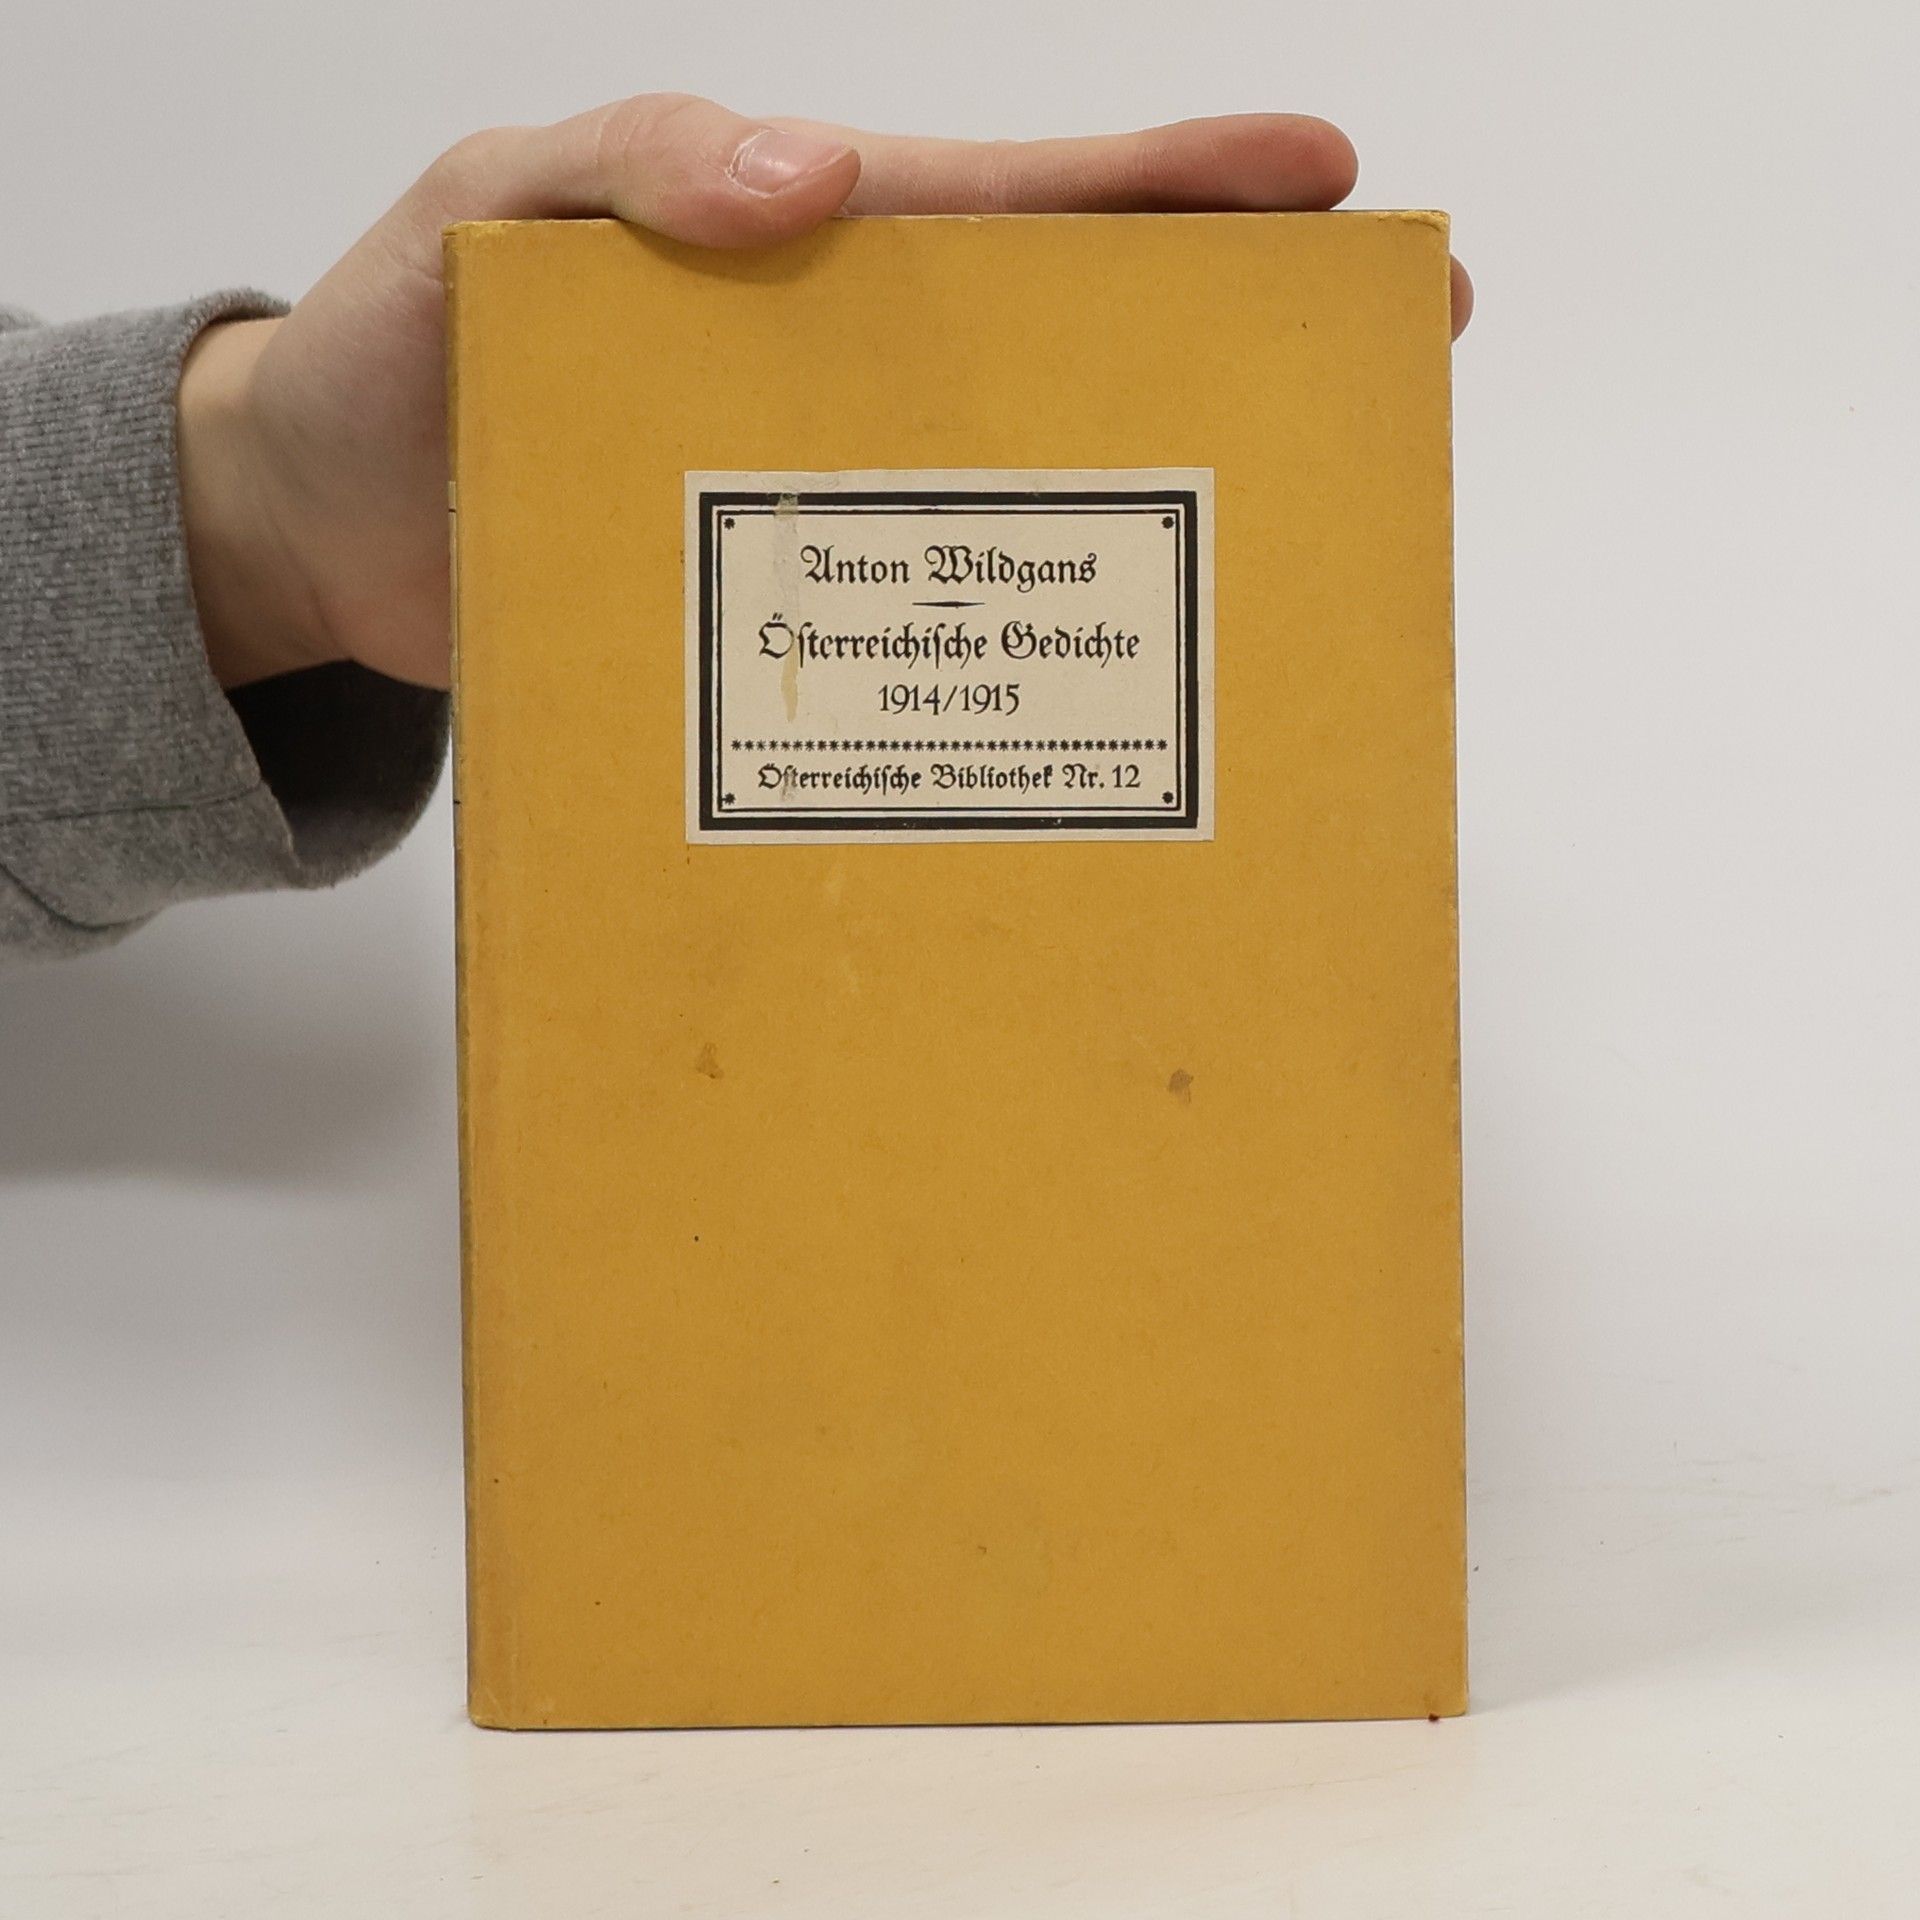 Anton Wildgans
Österreichiſche Gedichte
1914/1915
Öſterreichiſche Bibliothek Nr. 12